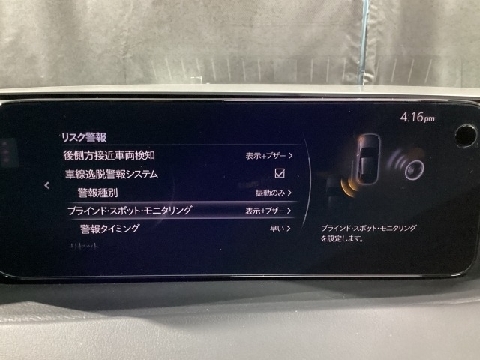 4:16pm
リスク警報
後側方接近車両検知 表示+ブザー
車線逸脱警報システム
警報種別 振動のみ
ブラインド・スポット・モニタリング 表示+ブザー
警報タイミング 早い
ブラインド・スポット・モニタリング
を設定します。